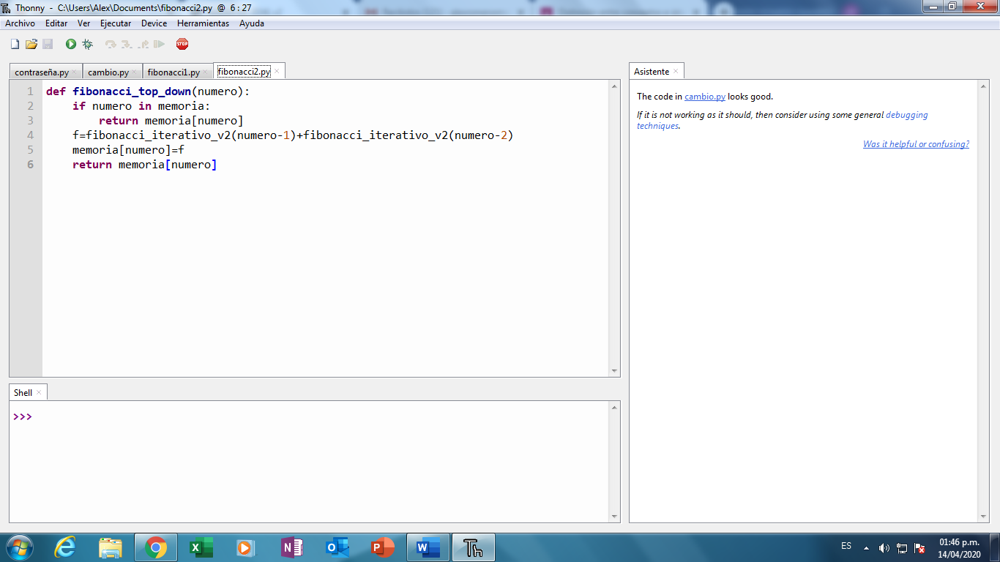 Thonny - C:\Users\Alex\Documents\fibonacci2.py @ 6 : 27
Archivo Editar Ver Ejecutar Device Herramientas Ayuda
STOP
contraseña.py cambio.py fibonacci1.py fibonacci2.py
1 def fibonacci_top_down(numero):
2     if numero in memoria:
3         return memoria[numero]
4     f=fibonacci_iterativo_v2(numero-1)+fibonacci_iterativo_v2(numero-2)
5     memoria[numero]=f
6     return memoria[numero]
Shell
>>>
Asistente
The code in cambio.py looks good.
If it is not working as it should, then consider using some general debugging
techniques.
Was it helpful or confusing?
ES
01:46 p.m.
14/04/2020